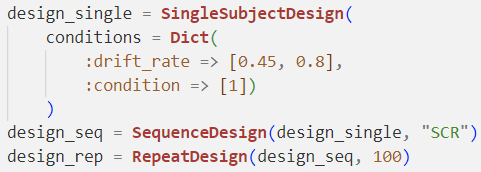 design_single = SingleSubjectDesign(
    conditions = Dict(
        :drift_rate => [0.45, 0.8],
        :condition => [1])
    )
design_seq = SequenceDesign(design_single, "SCR")
design_rep = RepeatDesign(design_seq, 100)